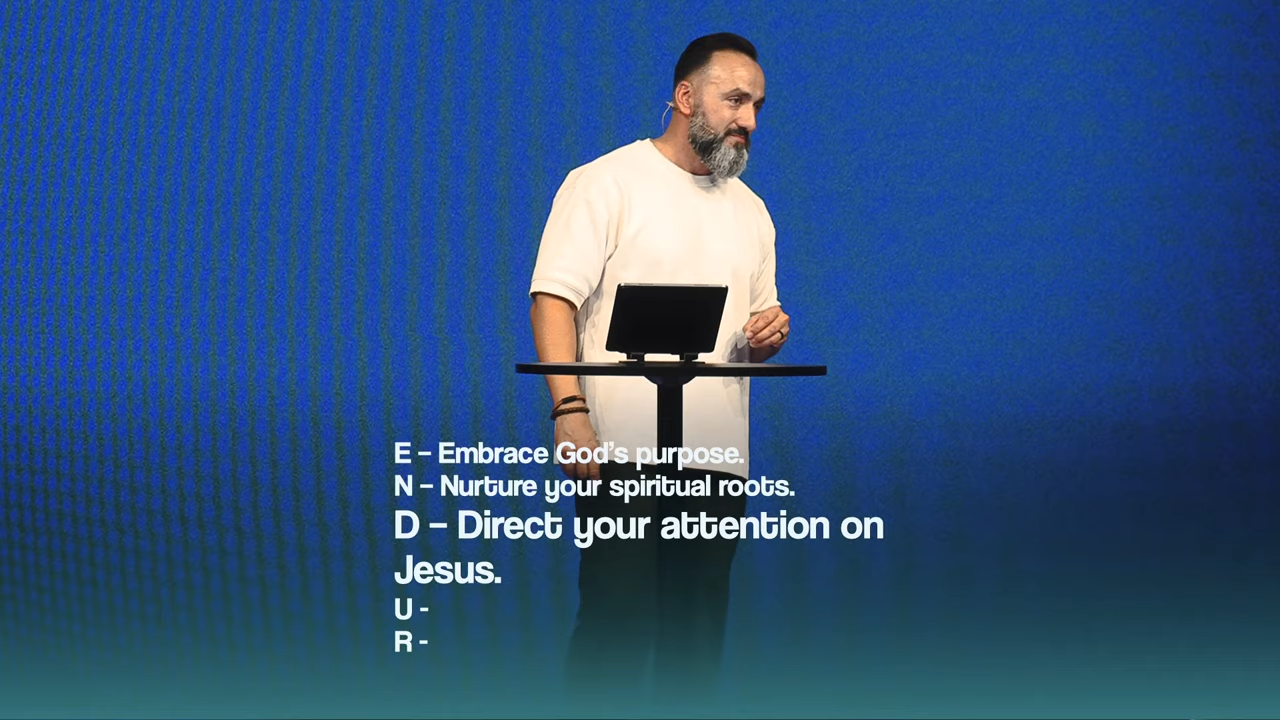 E – Embrace God’s purpose.
N – Nurture your spiritual roots.
D – Direct your attention on
Jesus.
U -
R -